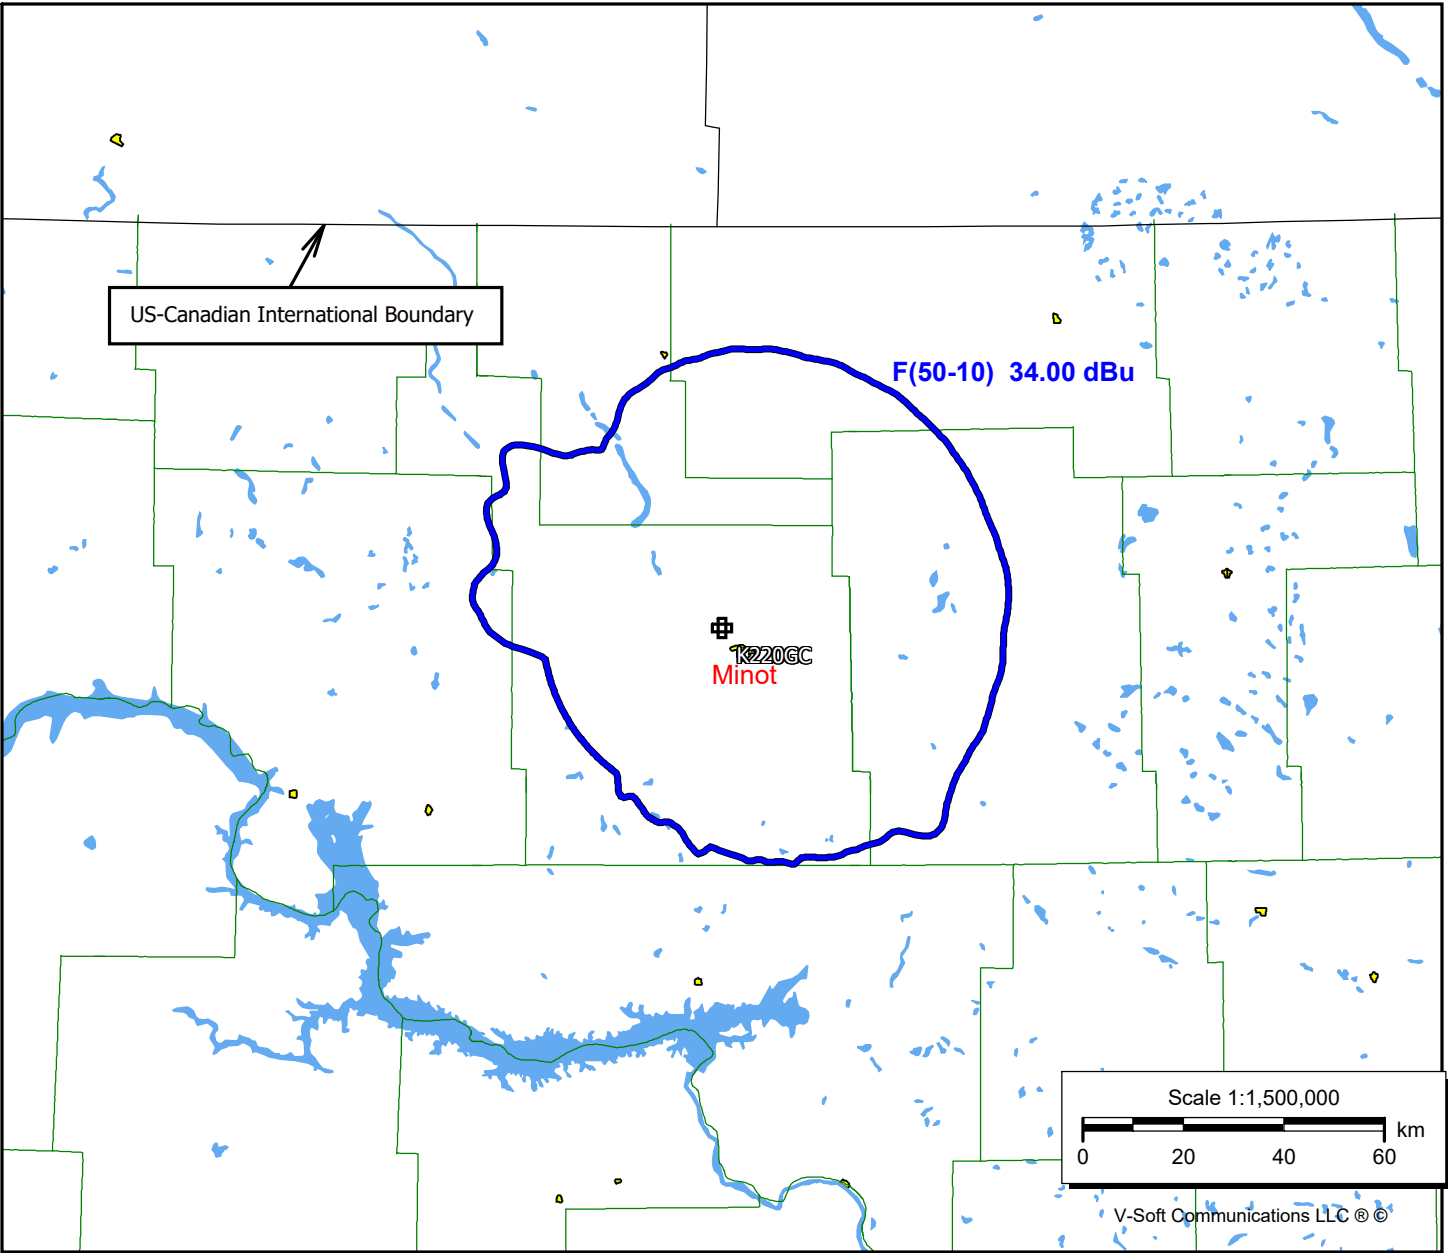 US-Canadian International Boundary
F(50-10) 34.00 dBu
K220GC
Minot
Scale 1:1,500,000
km
0 20 40 60
V-Soft Communications LLC ® ©